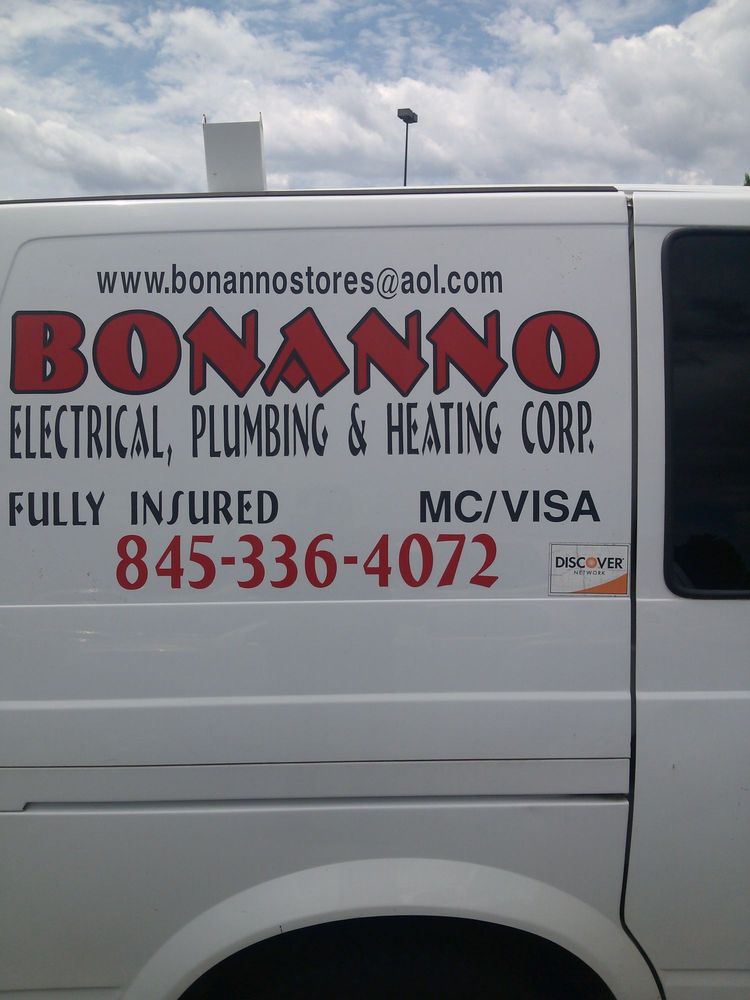 www.bonannostores@aol.com
BONANNO
ELECTRICAL, PLUMBING & HEATING CORP.
FULLY INSURED MC/VISA
845-336-4072
DISCOVER
NETWORK